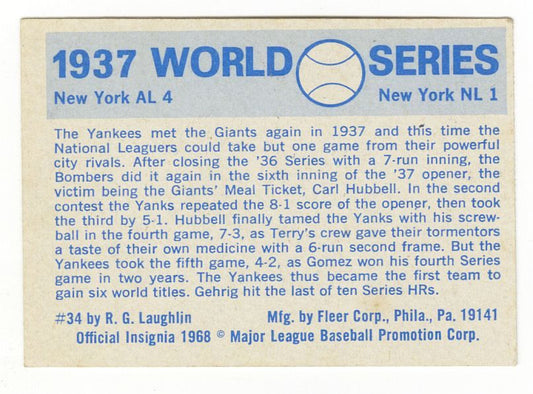 1937 WORLD SERIES
New York AL 4 New York NL 1
The Yankees met the Giants again in 1937 and this time the
National Leaguers could take but one game from their powerful
city rivals. After closing the '36 Series with a 7-run inning, the
Bombers did it again in the sixth inning of the '37 opener, the
victim being the Giants' Meal Ticket, Carl Hubbell. In the second
contest the Yanks repeated the 8-1 score of the opener, then took
the third by 5-1. Hubbell finally tamed the Yanks with his screw-
ball in the fourth game, 7-3, as Terry's crew gave their tormentors
a taste of their own medicine with a 6-run second frame. But the
Yankees took the fifth game, 4-2, as Gomez won his fourth Series
game in two years. The Yankees thus became the first team to
gain six world titles. Gehrig hit the last of ten Series HRs.
#34 by R. G. Laughlin Mfg. by Fleer Corp., Phila., Pa. 19141
Official Insignia 1968 © Major League Baseball Promotion Corp.